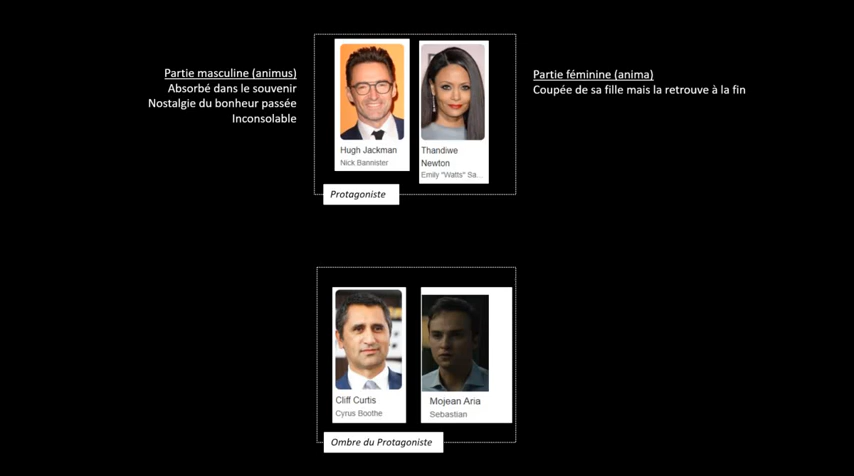 Partie masculine (animus)
Absorbé dans le souvenir
Nostalgie du bonheur passée
Inconsolable
Hugh Jackman
Nick Bannister
Thandiwe
Newton
Emily "Watts" Sa...
Protagoniste
Partie féminine (anima)
Coupée de sa fille mais la retrouve à la fin
Cliff Curtis
Cyrus Boothe
Mojean Aria
Sebastian
Ombre du Protagoniste